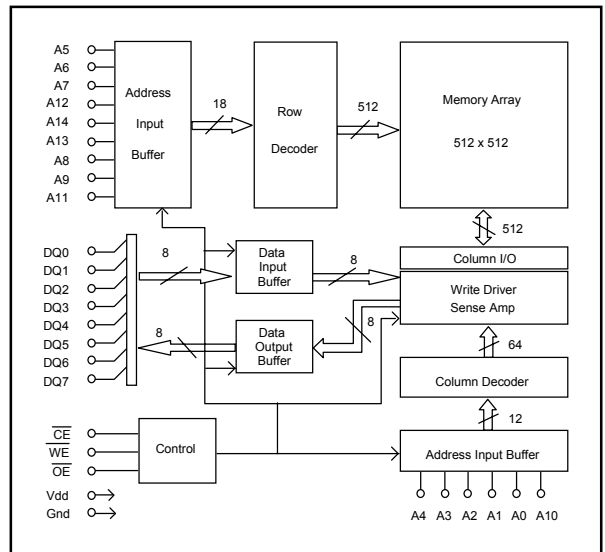 A5
A6
A7
A12
A14
A13
A8
A9
A11
Address
Input
Buffer
18
Row
Decoder
512
Memory Array
512 x 512
512
Column I/O
Write Driver
Sense Amp
DQ0
DQ1
DQ2
DQ3
DQ4
DQ5
DQ6
DQ7
8
Data
Input
Buffer
8
8
Data
Output
Buffer
8
64
Column Decoder
12
Address Input Buffer
CE
WE
OE
Control
Vdd
Gnd
A4 A3 A2 A1 A0 A10